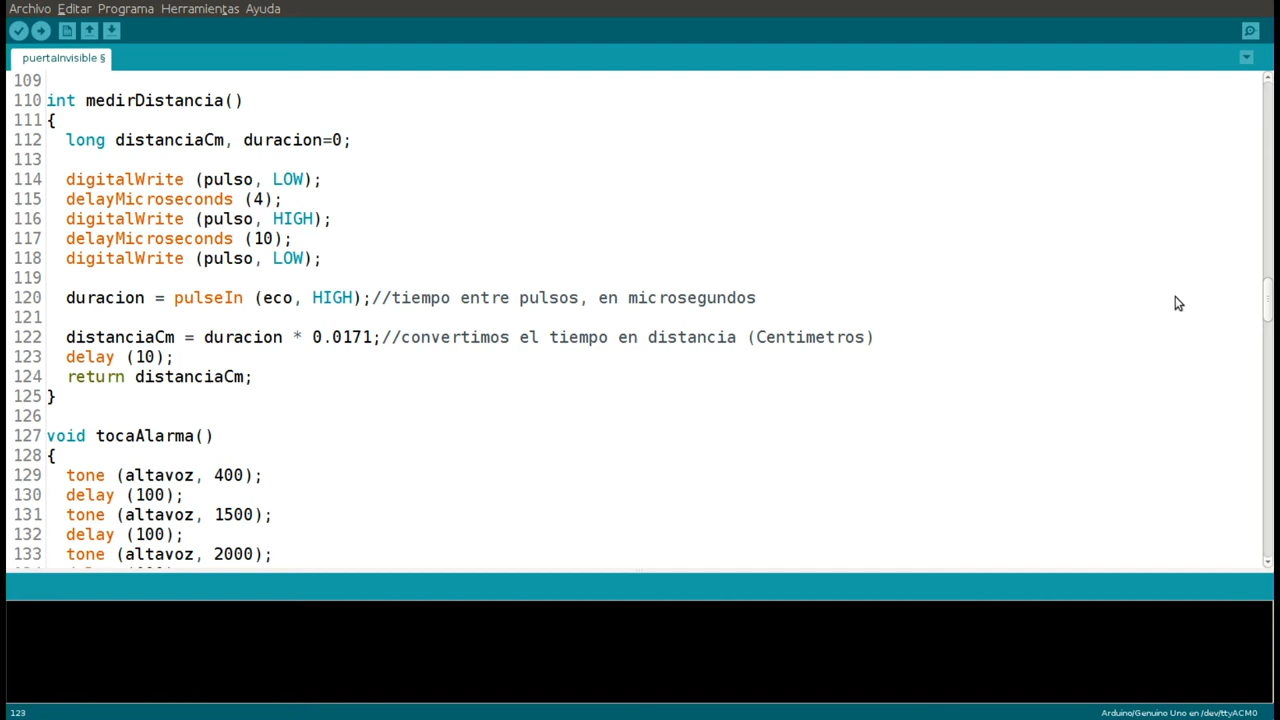 Archivo Editar Programa Herramientas Ayuda
puertaInvisible §
109
110 int medirDistancia()
111 {
112 long distanciaCm, duracion=0;
113
114 digitalWrite (pulso, LOW);
115 delayMicroseconds (4);
116 digitalWrite (pulso, HIGH);
117 delayMicroseconds (10);
118 digitalWrite (pulso, LOW);
119
120 duracion = pulseIn (eco, HIGH);//tiempo entre pulsos, en microsegundos
121
122 distanciaCm = duracion * 0.0171;//convertimos el tiempo en distancia (Centimetros)
123 delay (10);
124 return distanciaCm;
125 }
126
127 void tocaAlarma()
128 {
129 tone (altavoz, 400);
130 delay (100);
131 tone (altavoz, 1500);
132 delay (100);
133 tone (altavoz, 2000);
123
Arduino/Genuino Uno en /dev/ttyACM0